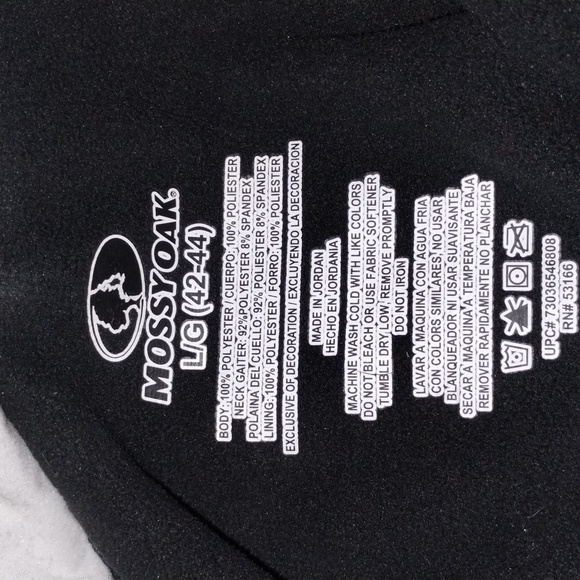 MOSSY OAK®
L/G (42-44)
BODY: 100% POLYESTER / CUERPO: 100% POLIESTER
NECK GAITER: 92%POLYESTER 8% SPANDEX
POLAINA DEL CUELLO: 92% POLIESTER 8% SPANDEX
LINING: 100% POLYESTER / FORRO: 100% POLIESTER
EXCLUSIVE OF DECORATION / EXCLUYENDO LA DECORACION
MADE IN JORDAN
HECHO EN JORDANIA
MACHINE WASH COLD WITH LIKE COLORS
DO NOT BLEACH OR USE FABRIC SOFTENER
TUMBLE DRY LOW, REMOVE PROMPTLY
DO NOT IRON
LAVAR A MAQUINA CON AGUA FRIA
CON COLORS SIMILARES, NO USAR
BLANQUEADOR NI USAR SUAVISANTE
SECAR A MAQUINA A TEMPERATURA BAJA
REMOVER RAPIDAMENTE NO PLANCHAR
UPC# 730365546808
RN# 53166